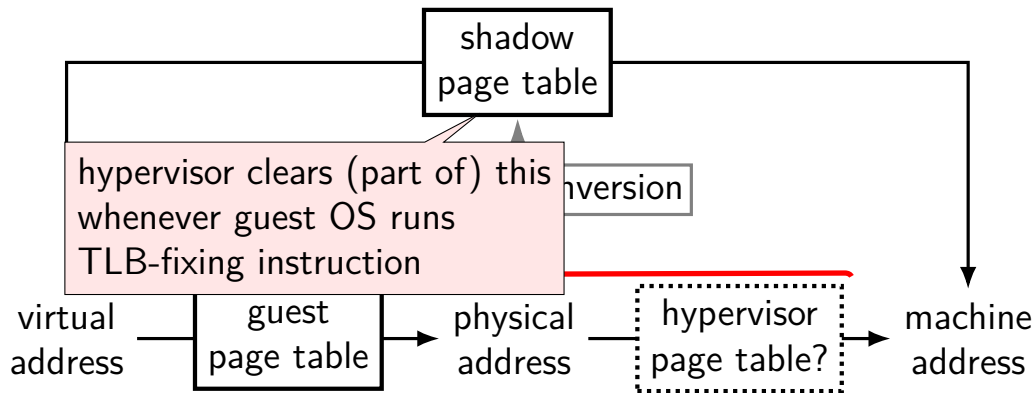 shadow
page table
hypervisor clears (part of) this
whenever guest OS runs
TLB-fixing instruction
virtual
address
guest
page table
physical
address
hypervisor
page table?
machine
address